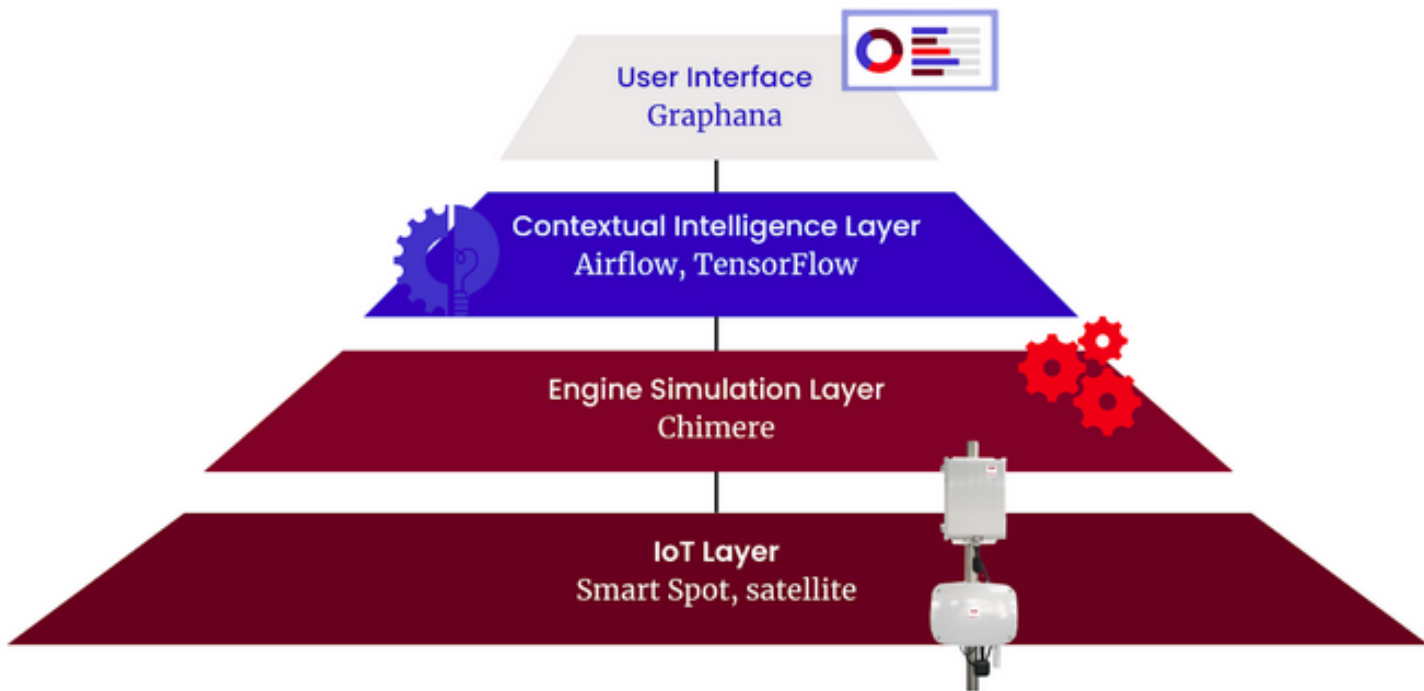 User Interface
Graphana
Contextual Intelligence Layer
Airflow, TensorFlow
Engine Simulation Layer
Chimere
IoT Layer
Smart Spot, satellite